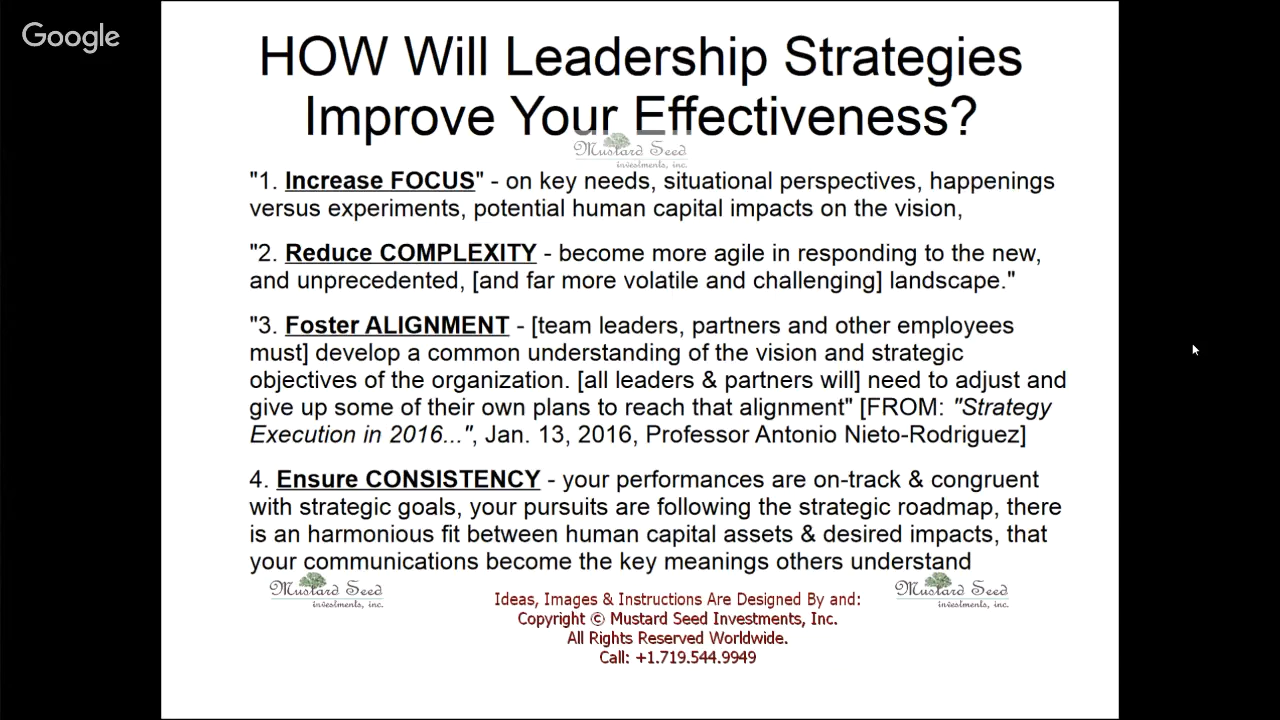 Google
HOW Will Leadership Strategies
Improve Your Effectiveness?
Mustard Seed
investments, inc.
"1. Increase FOCUS" - on key needs, situational perspectives, happenings
versus experiments, potential human capital impacts on the vision,
"2. Reduce COMPLEXITY - become more agile in responding to the new,
and unprecedented, [and far more volatile and challenging] landscape."
"3. Foster ALIGNMENT - [team leaders, partners and other employees
must] develop a common understanding of the vision and strategic
objectives of the organization. [all leaders & partners will] need to adjust and
give up some of their own plans to reach that alignment" [FROM: "Strategy
Execution in 2016...", Jan. 13, 2016, Professor Antonio Nieto-Rodriguez]
4. Ensure CONSISTENCY - your performances are on-track & congruent
with strategic goals, your pursuits are following the strategic roadmap, there
is an harmonious fit between human capital assets & desired impacts, that
your communications become the key meanings others understand
Mustard Seed
investments, inc.
Mustard Seed
investments, inc.
Ideas, Images & Instructions Are Designed By and:
Copyright © Mustard Seed Investments, Inc.
All Rights Reserved Worldwide.
Call: +1.719.544.9949